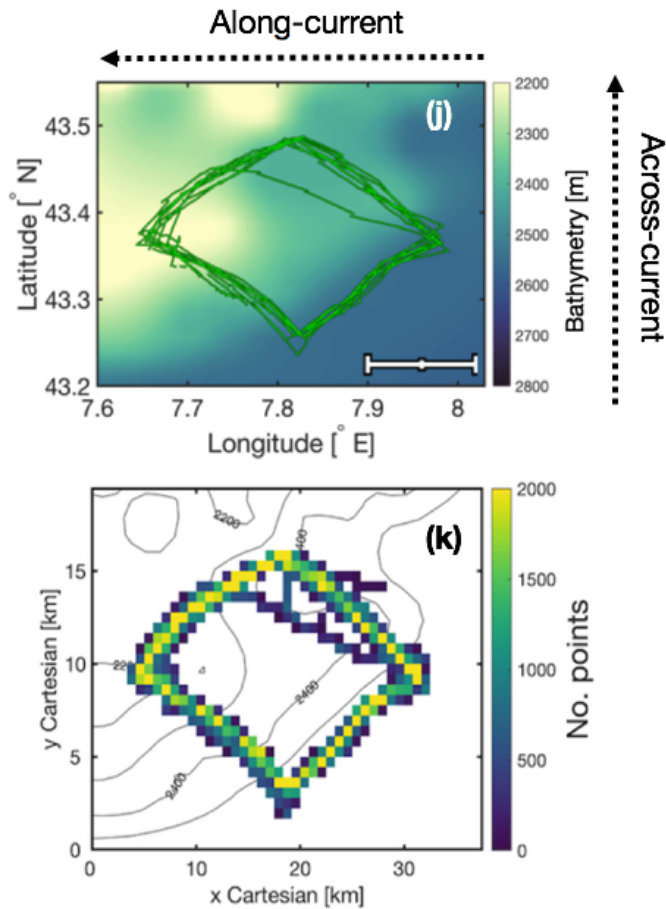 Along-current
(j)
43.5
43.4
43.3
43.2
Latitude [° N]
7.6 7.7 7.8 7.9 8
Longitude [° E]
2200
2300
2400
2500
2600
2700
2800
Bathymetry [m]
Across-current
(k)
15
10
5
0
y Cartesian [km]
0 10 20 30
x Cartesian [km]
2200
400
220
2400
2400
2000
1500
1000
500
0
No. points